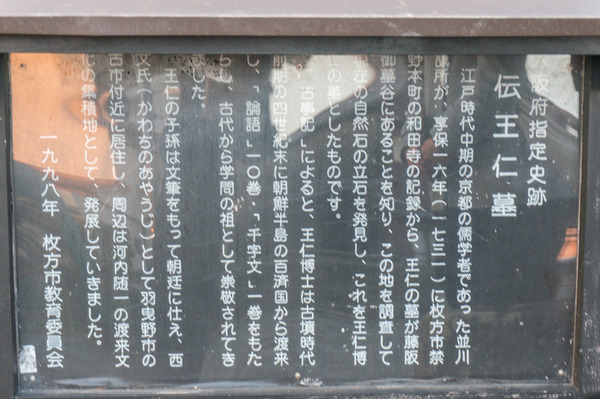 大阪府指定史跡
伝王仁墓
江戸時代中期の京都の儒学者であった並川
誠所が、享保一六年(一七三一)に枚方市禁
野本町の和田寺の記録から、王仁の墓が藤阪
御墓谷にあることを知り、この地を調査して
現在の自然石の立石を発見し、これを王仁博
士の墓としたものです。
「古事記」によると、王仁博士は古墳時代
前期の四世紀末に朝鮮半島の百済国から渡来
し、「論語」一〇巻・「千字文」一巻をもた
らし、古代から学問の祖として崇敬されてき
ました。
王仁の子孫は文筆をもって朝廷に仕え、西
文氏(かわちのあやうじ)として羽曳野市の
古市付近に居住し、周辺は河内随一の渡来文
化の集積地として、発展していきました。
一九九八年 枚方市教育委員会